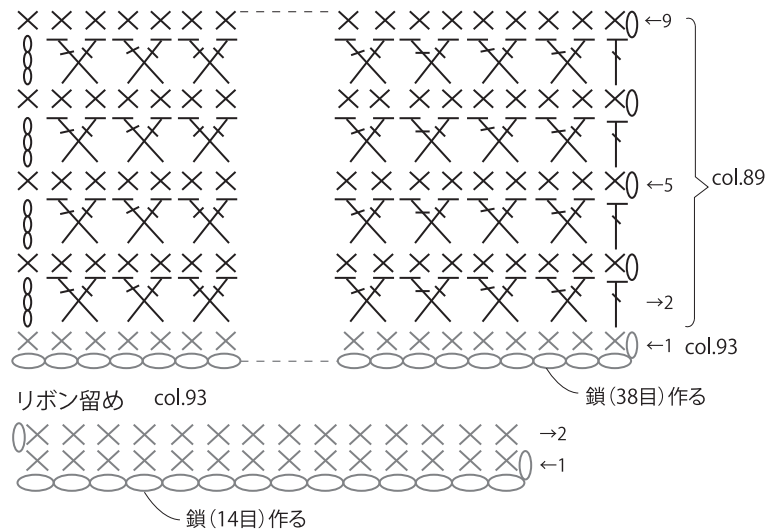 ←9
←5
col.89
→2
←1 col.93
鎖(38目)作る
リボン留め col.93
→2
←1
鎖(14目)作る